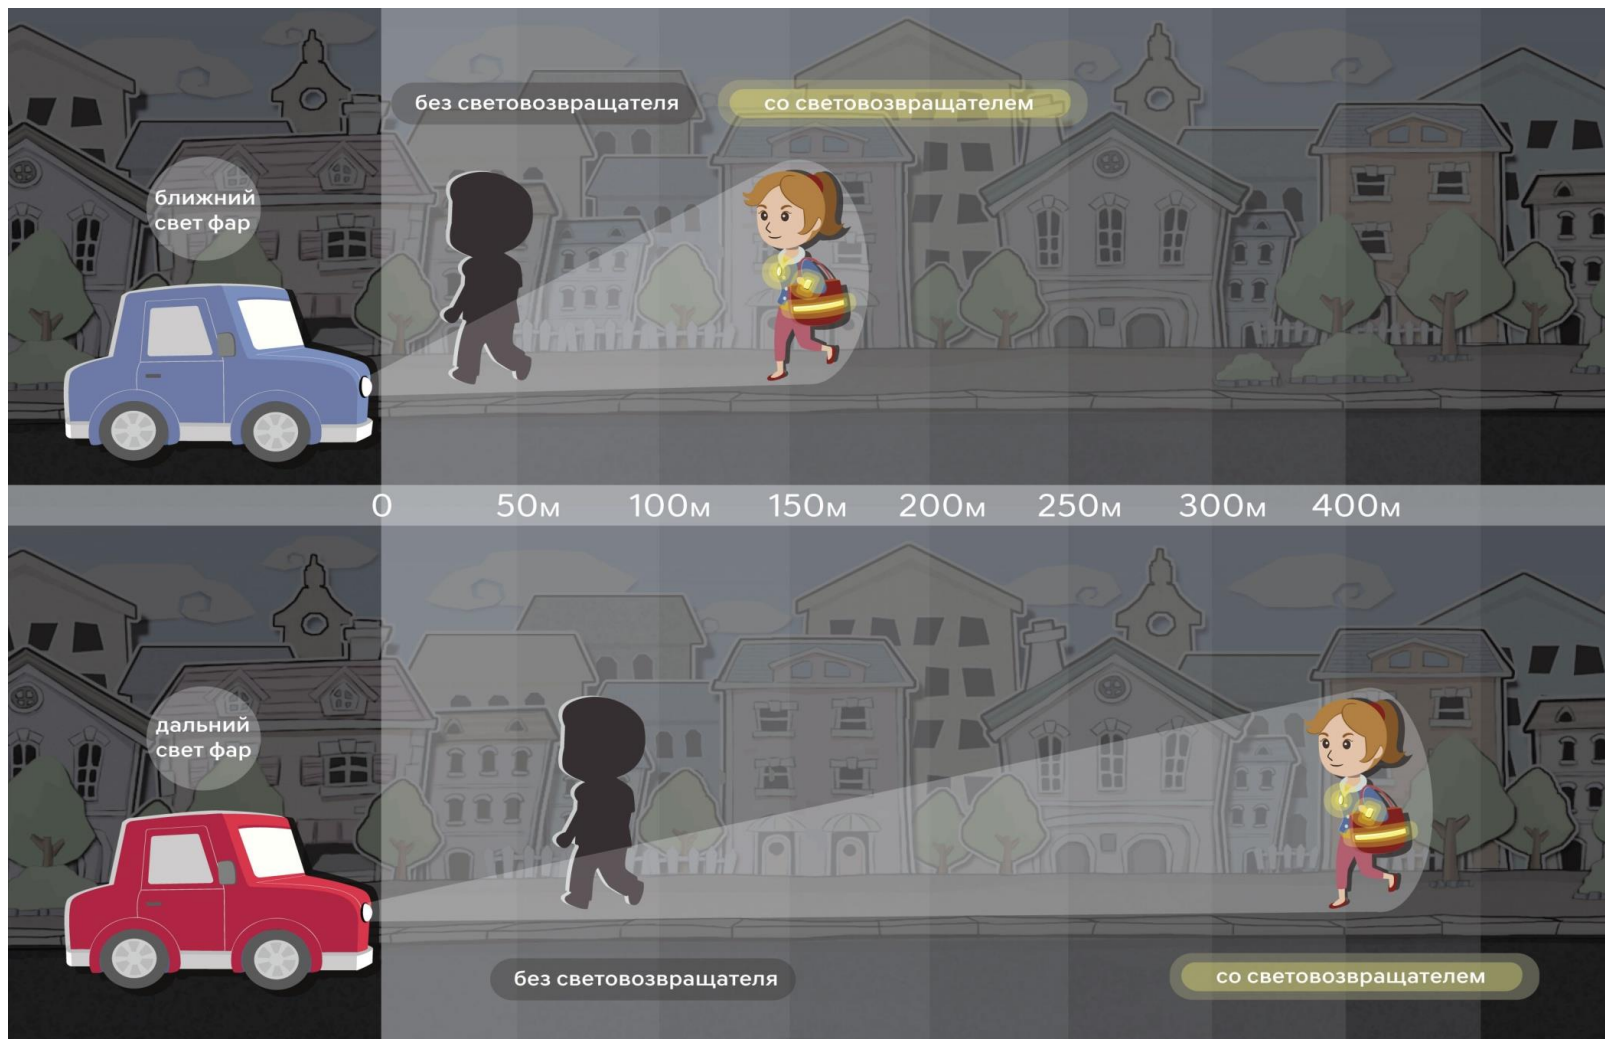 без световозвращателя
со световозвращателем
ближний
свет фар
0 50м 100м 150м 200м 250м 300м 400м
дальний
свет фар
без световозвращателя
со световозвращателем